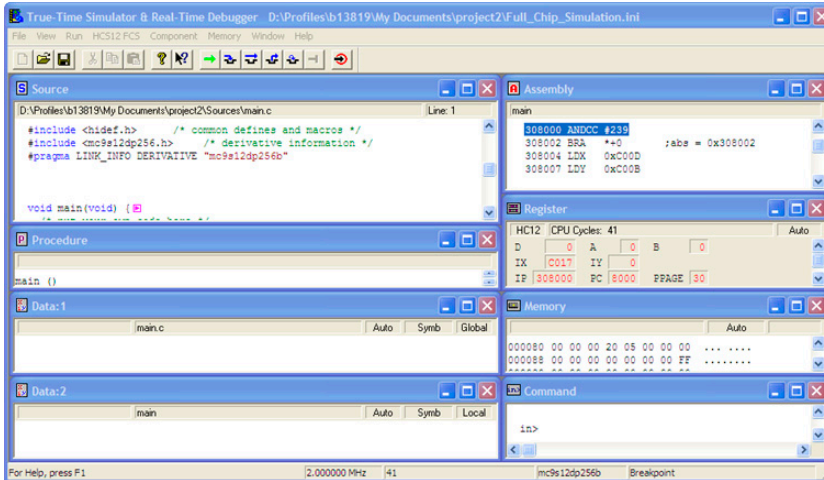 True-Time Simulator & Real-Time Debugger D:\Profiles\b13819\My Documents\project2\Full_Chip_Simulation.ini
File View Run HCS12 FCS Component Memory Window Help
Source
D:\Profiles\b13819\My Documents\project2\Sources\main.c Line: 1
#include <hidef.h> /* common defines and macros */
#include <mc9s12dp256.h> /* derivative information */
#pragma LINK_INFO DERIVATIVE "mc9s12dp256b"
void main(void) {
Procedure
main ()
Data:1
main.c Auto Symb Global
Data:2
main Auto Symb Local
Assembly
main
308000 ANDCC #239
308002 BRA *+0 ;abs = 0x308002
308004 LDX 0xC00D
308007 LDY 0xC00B
Register
HC12 CPU Cycles: 41 Auto
D 0 A 0 B 0
IX C017 IY 0
IP 308000 PC 8000 PPAGE 30
Memory
Auto
000080 00 00 00 20 05 00 00 00 ... ....
000088 00 00 00 00 00 00 00 FF ........
Command
in>
For Help, press F1 2.000000 MHz 41 mc9s12dp256b Breakpoint